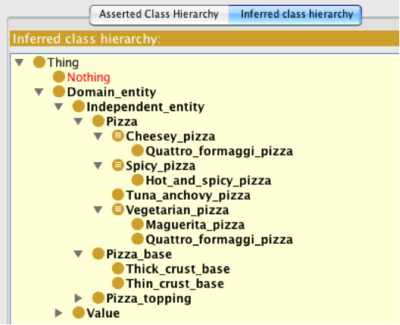 Asserted Class Hierarchy Inferred class hierarchy
Inferred class hierarchy:
Thing
Nothing
Domain_entity
Independent_entity
Pizza
Cheesey_pizza
Quattro_formaggi_pizza
Spicy_pizza
Hot_and_spicy_pizza
Tuna_anchovy_pizza
Vegetarian_pizza
Maguerita_pizza
Quattro_formaggi_pizza
Pizza_base
Thick_crust_base
Thin_crust_base
Pizza_topping
Value